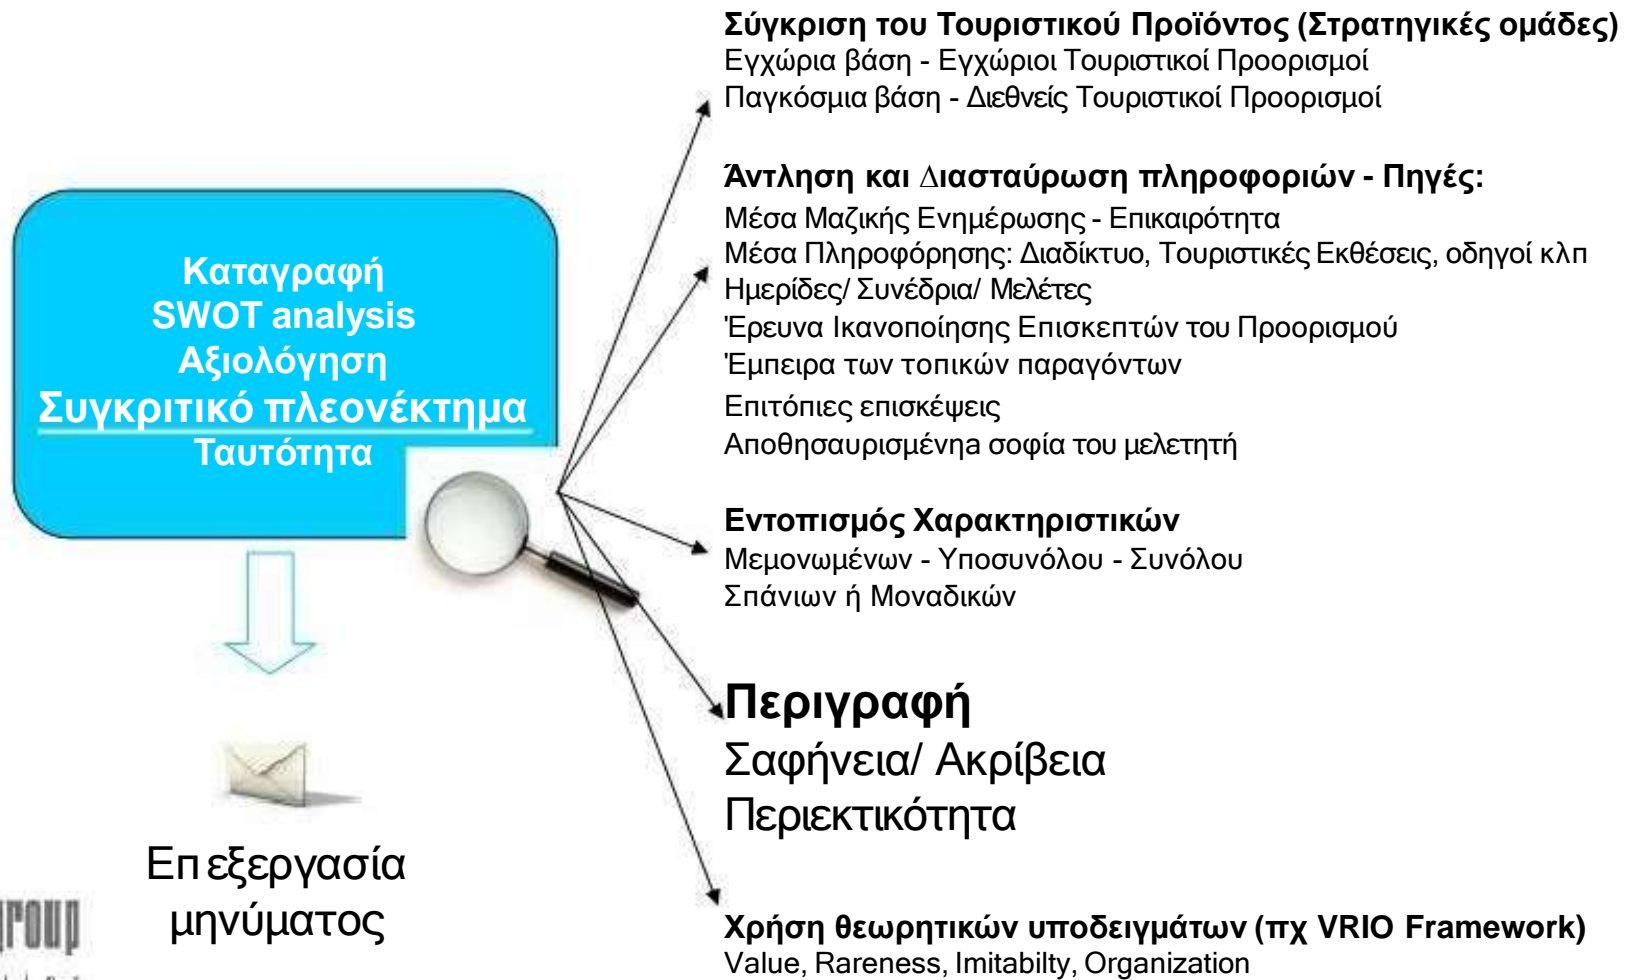 Σύγκριση του Τουριστικού Προϊόντος (Στρατηγικές ομάδες)
Εγχώρια βάση - Εγχώριοι Τουριστικοί Προορισμοί
Παγκόσμια βάση - Διεθνείς Τουριστικοί Προορισμοί
Άντληση και ∆ιασταύρωση πληροφοριών - Πηγές:
Μέσα Μαζικής Ενημέρωσης - Επικαιρότητα
Μέσα Πληροφόρησης: Διαδίκτυο, Τουριστικές Εκθέσεις, οδηγοί κλπ
Ημερίδες/ Συνέδρια/ Μελέτες
Έρευνα Ικανοποίησης Επισκεπτών του Προορισμού
Έμπειρα των τοπικών παραγόντων
Επιτόπιες επισκέψεις
Αποθησαυρισμένηa σοφία του μελετητή
Εντοπισμός Χαρακτηριστικών
Μεμονωμένων - Υποσυνόλου - Συνόλου
Σπάνιων ή Μοναδικών
Περιγραφή
Σαφήνεια/ Ακρίβεια
Περιεκτικότητα
Χρήση θεωρητικών υποδειγμάτων (πχ VRIO Framework)
Value, Rareness, Imitabilty, Organization
Καταγραφή
SWOT analysis
Αξιολόγηση
Συγκριτικό πλεονέκτημα
Ταυτότητα
Επ εξεργασία
μηνύματος
group